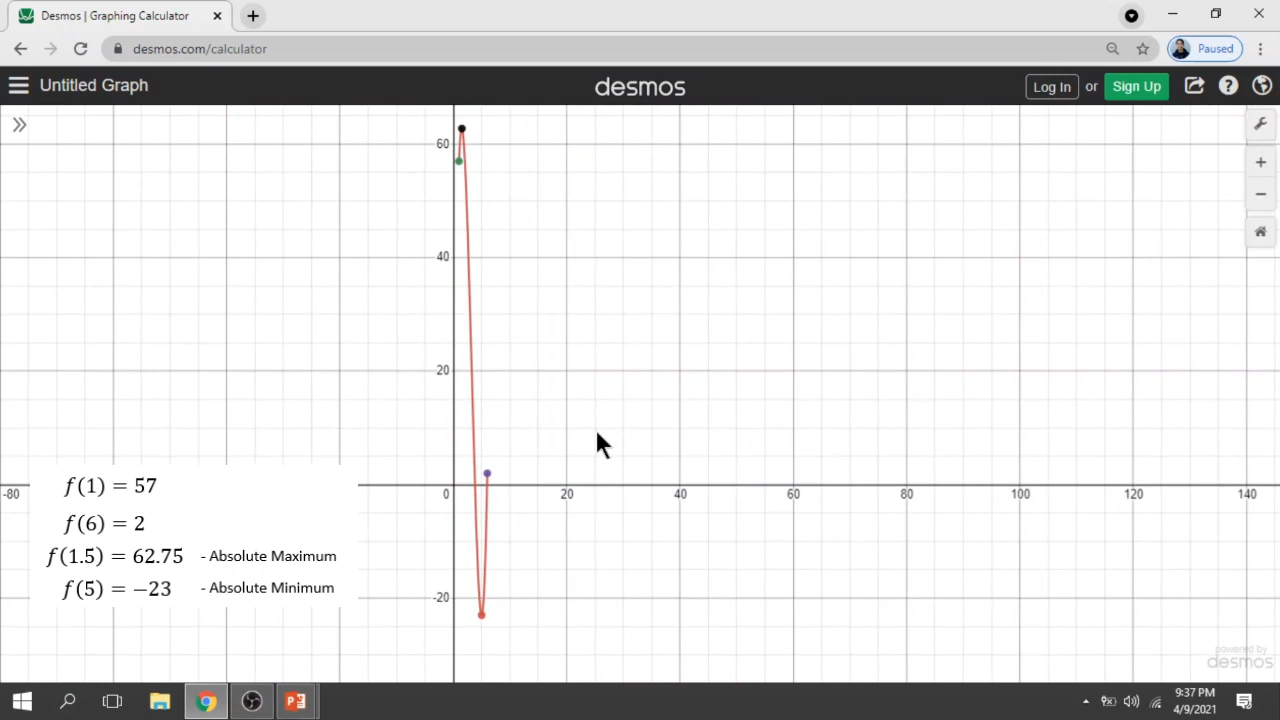 Desmos | Graphing Calculator
desmos.com/calculator
Paused
Untitled Graph
desmos
Log In or Sign Up
60
40
20
-80 0 20 40 60 80 100 120 140
-20
f(1) = 57
f(6) = 2
f(1.5) = 62.75 - Absolute Maximum
f(5) = −23 - Absolute Minimum
powered by
desmos
9:37 PM
4/9/2021